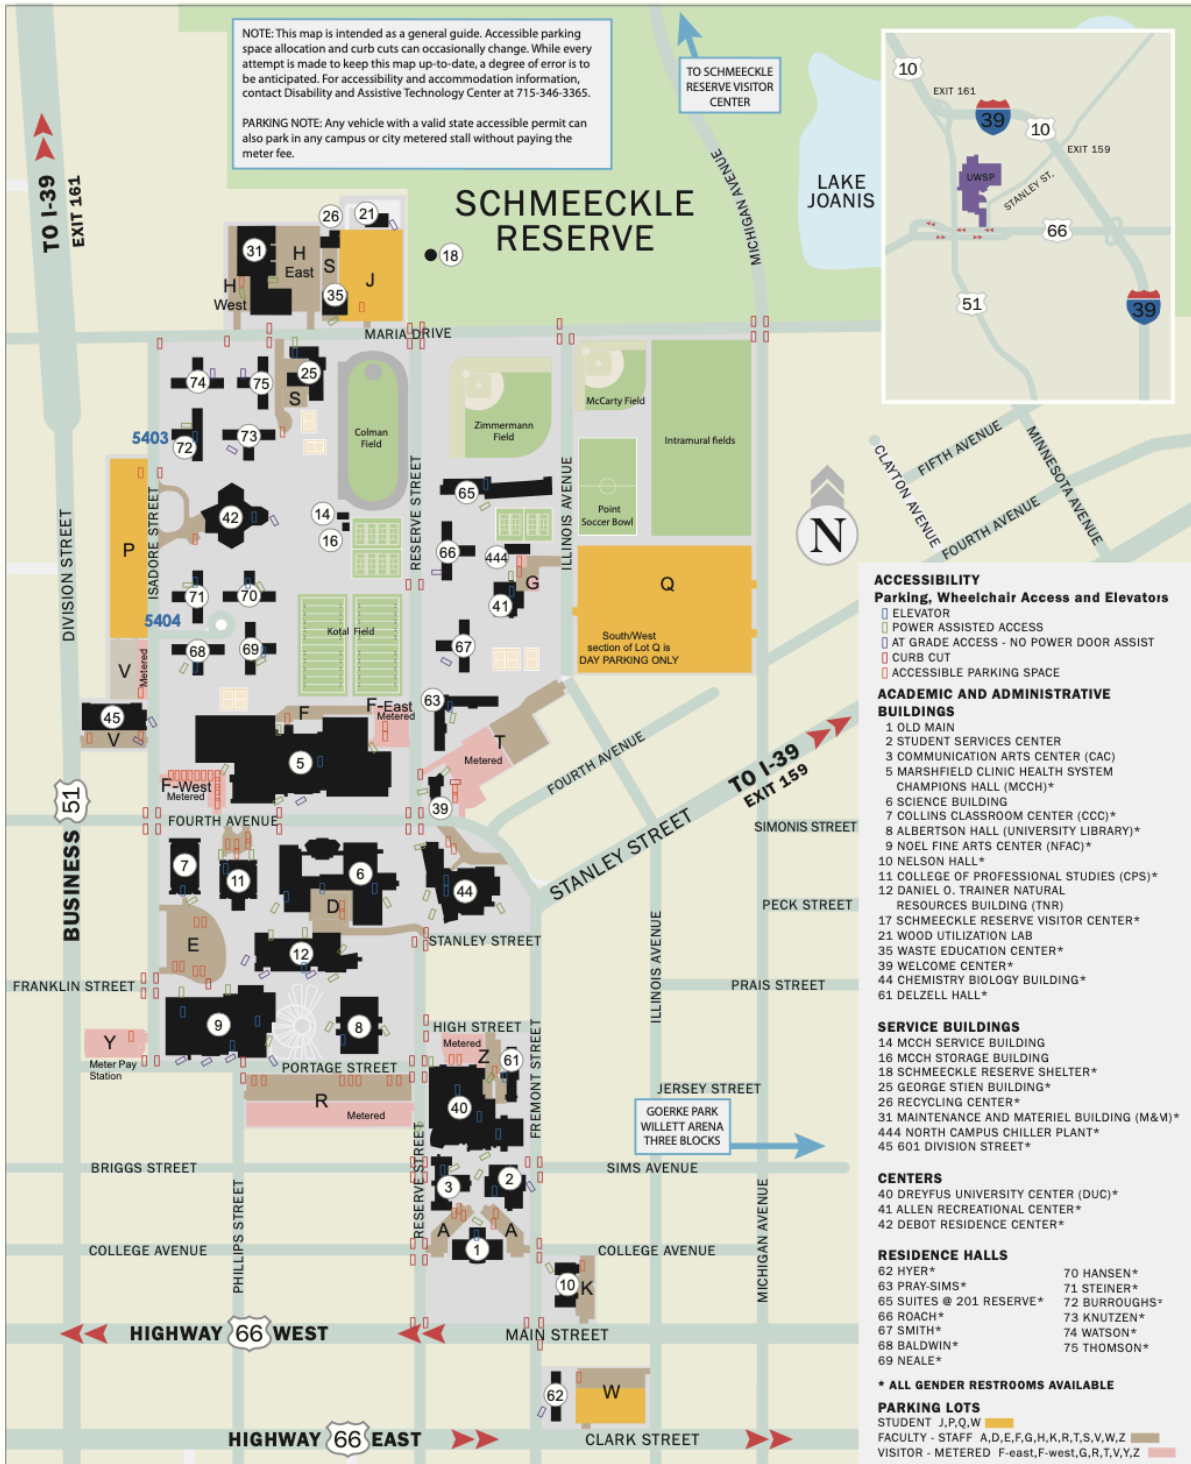 NOTE: This map is intended as a general guide. Accessible parking
space allocation and curb cuts can occasionally change. While every
attempt is made to keep this map up-to-date, a degree of error is to
be anticipated. For accessibility and accommodation information,
contact Disability and Assistive Technology Center at 715-346-3365.
PARKING NOTE: Any vehicle with a valid state accessible permit can
also park in any campus or city metered stall without paying the
meter fee.
TO SCHMEECKLE
RESERVE VISITOR
CENTER
10
EXIT 161
39
10
EXIT 159
UWSP
STANLEY ST.
66
51
39
TO I-39
EXIT 161
MICHIGAN AVENUE
LAKE
JOANIS
SCHMEECKLE
RESERVE
26
21
18
31
H
East
S
J
H
West
35
MARIA DRIVE
74
75
25
S
Colman
Field
Zimmermann
Field
McCarty Field
Intramural fields
5403
72
73
65
Point
Soccer Bowl
P
42
14
16
66
444
G
41
Q
South/West
section of Lot Q is
DAY PARKING ONLY
ISADORE STREET
DIVISION STREET
RESERVE STREET
ILLINOIS AVENUE
CLAYTON AVENUE
FIFTH AVENUE
FOURTH AVENUE
MINNESOTA AVENUE
N
71
70
5404
Kotal Field
68
69
67
V
Metered
45
V
F
F-East
Metered
63
T
Metered
5
F-West
Metered
39
FOURTH AVENUE
FOURTH AVENUE
TO I-39
EXIT 159
STANLEY STREET
SIMONIS STREET
BUSINESS
51
7
11
6
44
D
PECK STREET
E
12
STANLEY STREET
FRANKLIN STREET
ILLINOIS AVENUE
PRAIS STREET
9
8
HIGH STREET
Y
Meter Pay
Station
Metered
Z
61
PORTAGE STREET
FREMONT STREET
R
Metered
40
JERSEY STREET
GOERKE PARK
WILLETT ARENA
THREE BLOCKS
BRIGGS STREET
SIMS AVENUE
RESERVE STREET
3
2
A
A
1
PHILLIPS STREET
MICHIGAN AVENUE
COLLEGE AVENUE
COLLEGE AVENUE
10
K
HIGHWAY 66 WEST
MAIN STREET
62
W
HIGHWAY 66 EAST
CLARK STREET
ACCESSIBILITY
Parking, Wheelchair Access and Elevators
ELEVATOR
POWER ASSISTED ACCESS
AT GRADE ACCESS - NO POWER DOOR ASSIST
CURB CUT
ACCESSIBLE PARKING SPACE
ACADEMIC AND ADMINISTRATIVE
BUILDINGS
1 OLD MAIN
2 STUDENT SERVICES CENTER
3 COMMUNICATION ARTS CENTER (CAC)
5 MARSHFIELD CLINIC HEALTH SYSTEM
CHAMPIONS HALL (MCCH)*
6 SCIENCE BUILDING
7 COLLINS CLASSROOM CENTER (CCC)*
8 ALBERTSON HALL (UNIVERSITY LIBRARY)*
9 NOEL FINE ARTS CENTER (NFAC)*
10 NELSON HALL*
11 COLLEGE OF PROFESSIONAL STUDIES (CPS)*
12 DANIEL O. TRAINER NATURAL
RESOURCES BUILDING (TNR)
17 SCHMEECKLE RESERVE VISITOR CENTER*
21 WOOD UTILIZATION LAB
35 WASTE EDUCATION CENTER*
39 WELCOME CENTER*
44 CHEMISTRY BIOLOGY BUILDING*
61 DELZELL HALL*
SERVICE BUILDINGS
14 MCCH SERVICE BUILDING
16 MCCH STORAGE BUILDING
18 SCHMEECKLE RESERVE SHELTER*
25 GEORGE STIEN BUILDING*
26 RECYCLING CENTER*
31 MAINTENANCE AND MATERIEL BUILDING (M&M)*
444 NORTH CAMPUS CHILLER PLANT*
45 601 DIVISION STREET*
CENTERS
40 DREYFUS UNIVERSITY CENTER (DUC)*
41 ALLEN RECREATIONAL CENTER*
42 DEBOT RESIDENCE CENTER*
RESIDENCE HALLS
62 HYER*
63 PRAY-SIMS*
65 SUITES @ 201 RESERVE*
66 ROACH*
67 SMITH*
68 BALDWIN*
69 NEALE*
70 HANSEN*
71 STEINER*
72 BURROUGHS*
73 KNUTZEN*
74 WATSON*
75 THOMSON*
* ALL GENDER RESTROOMS AVAILABLE
PARKING LOTS
STUDENT J,P,Q,W
FACULTY - STAFF A,D,E,F,G,H,K,R,T,S,V,W,Z
VISITOR - METERED F-east,F-west,G,R,T,V,Y,Z